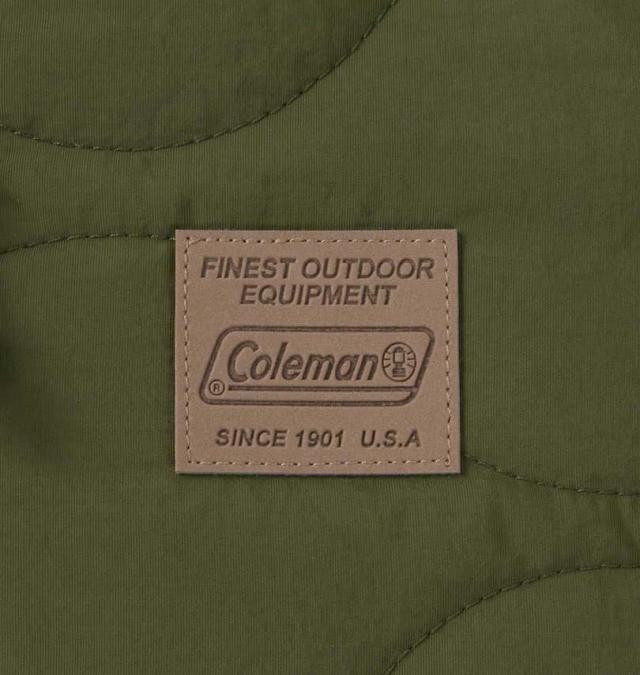 FINEST OUTDOOR
EQUIPMENT
Coleman
®
SINCE 1901 U.S.A